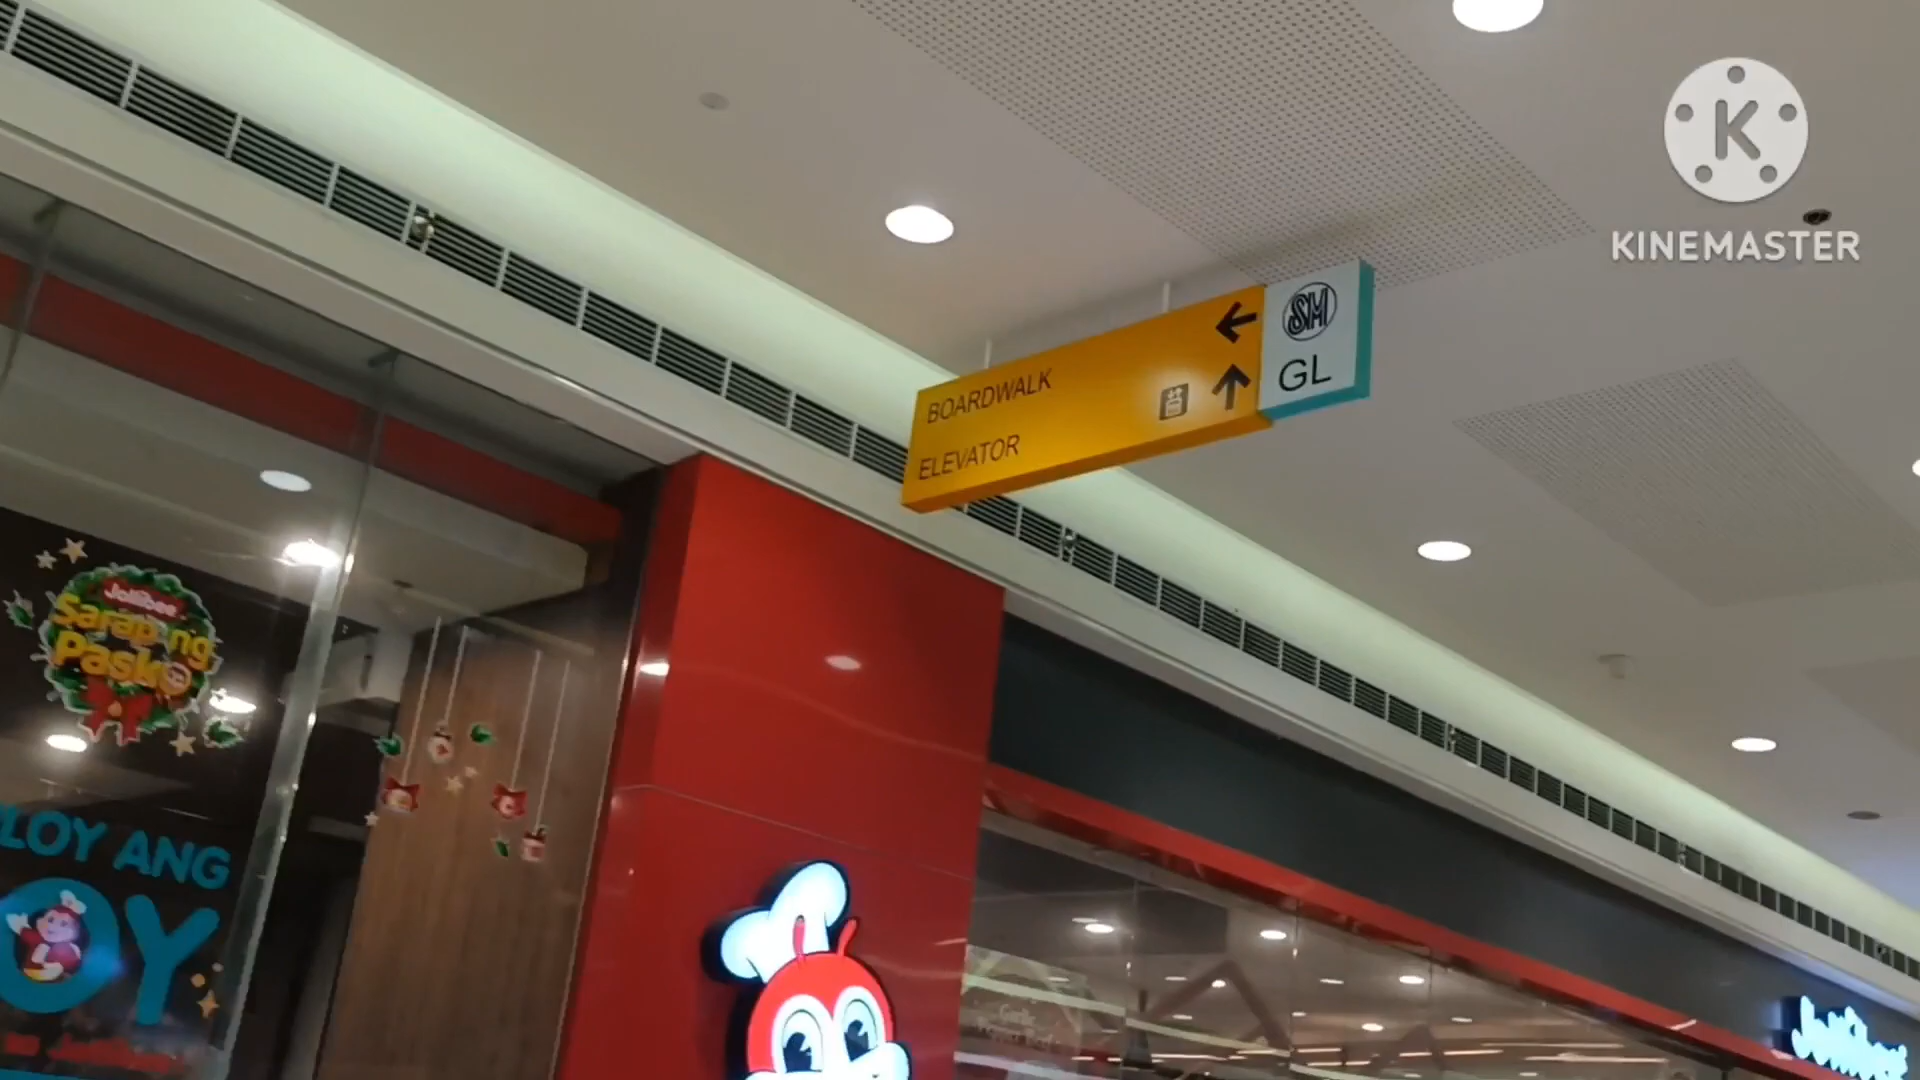 K
KINEMASTER
SM
GL
BOARDWALK
ELEVATOR
Jollibee
Sarap ng
Pasko
LOY ANG
OY
Jollibee